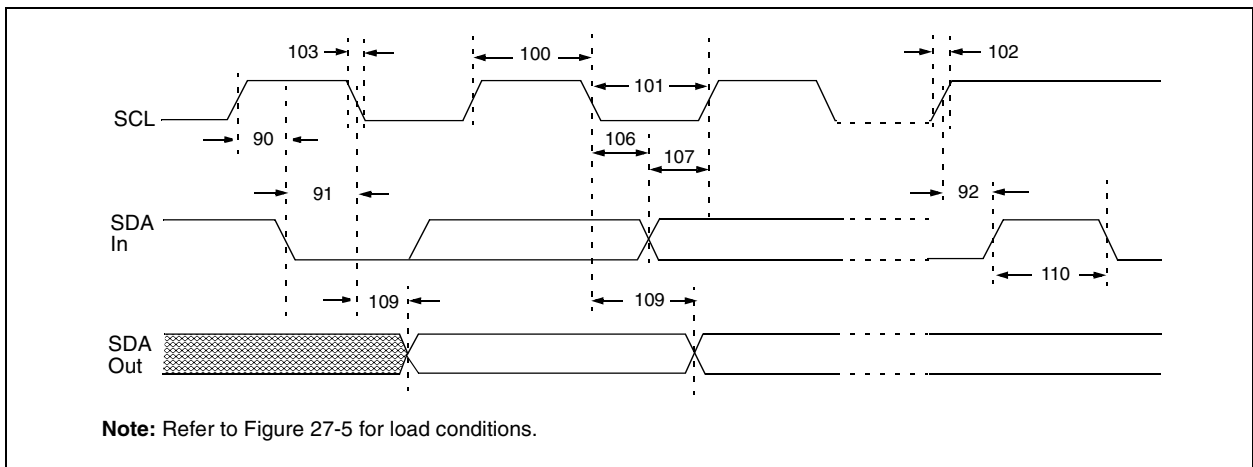 103
100
102
101
SCL
90
106
107
91
92
SDA
In
110
109
109
SDA
Out
Note: Refer to Figure 27-5 for load conditions.